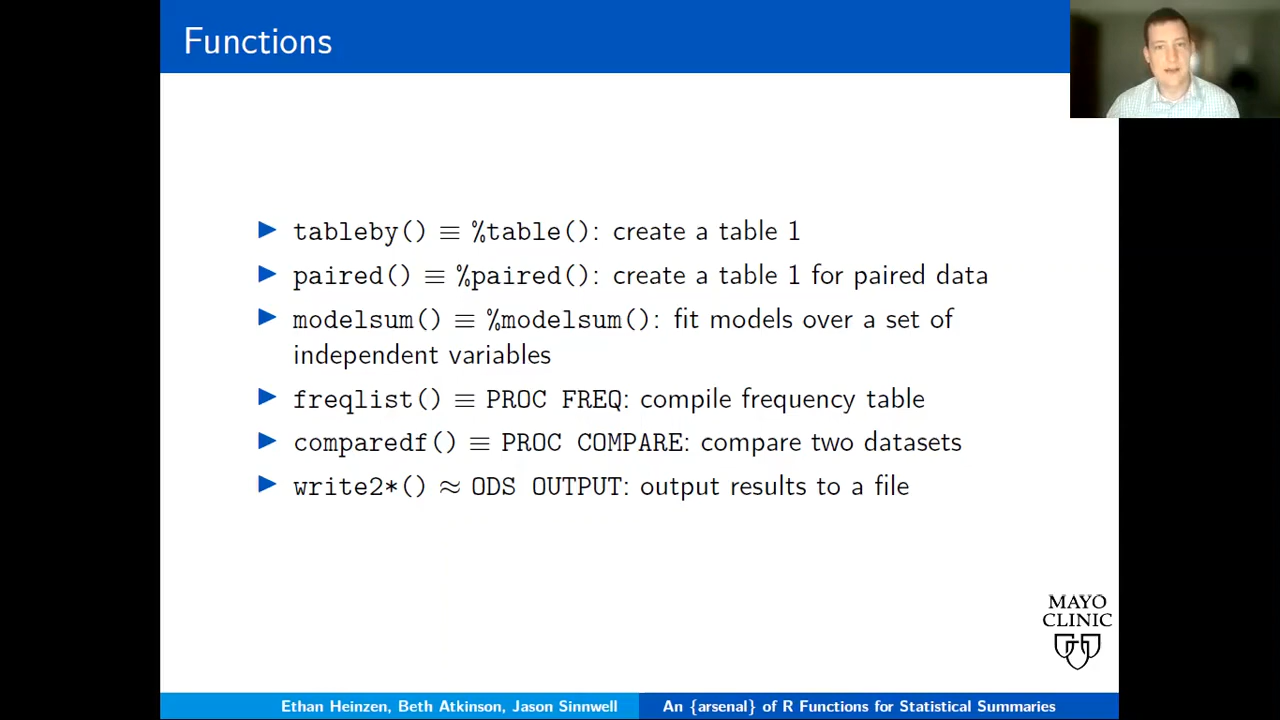 Functions
tableby() ≡ %table(): create a table 1
paired() ≡ %paired(): create a table 1 for paired data
modelsum() ≡ %modelsum(): fit models over a set of
independent variables
freqlist() ≡ PROC FREQ: compile frequency table
comparedf() ≡ PROC COMPARE: compare two datasets
write2*() ≈ ODS OUTPUT: output results to a file
MAYO
CLINIC
Ethan Heinzen, Beth Atkinson, Jason Sinnwell
An {arsenal} of R Functions for Statistical Summaries